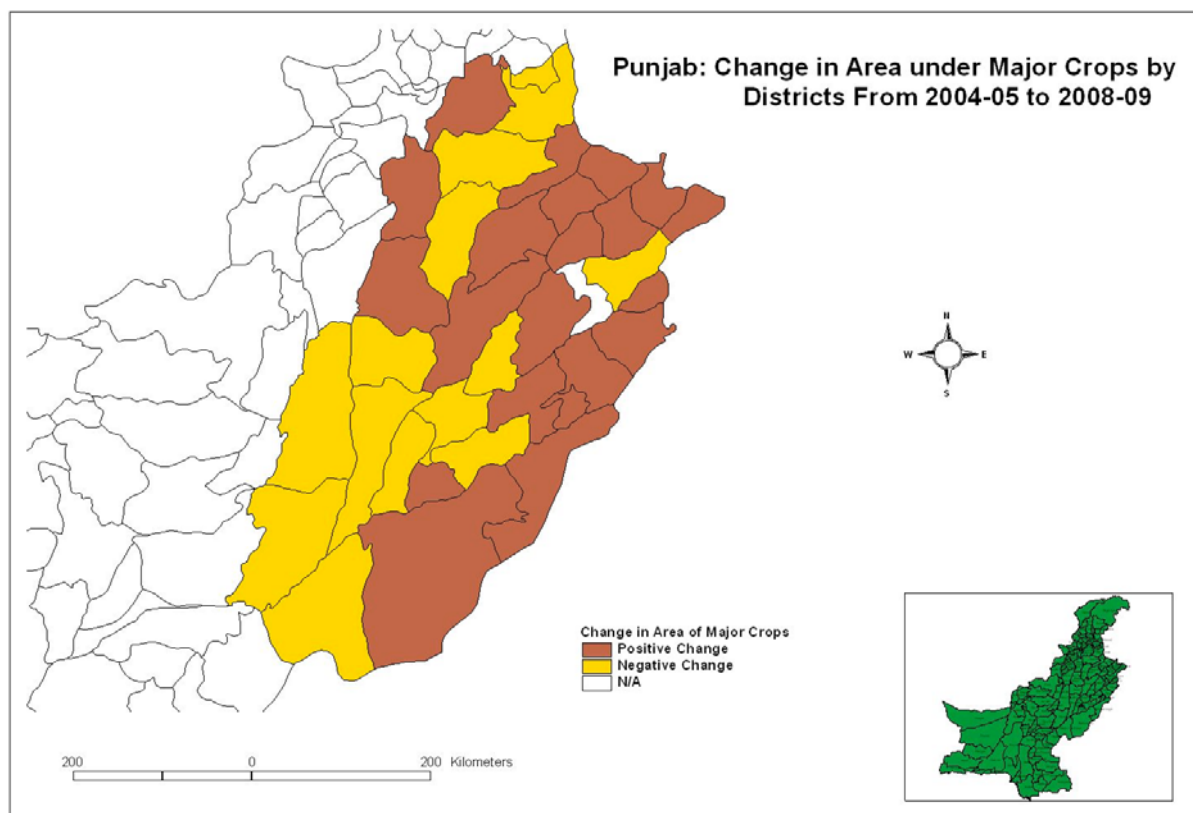 Punjab: Change in Area under Major Crops by
Districts From 2004-05 to 2008-09
N
W
E
S
Change in Area of Major Crops
Positive Change
Negative Change
N/A
200
0
200 Kilometers